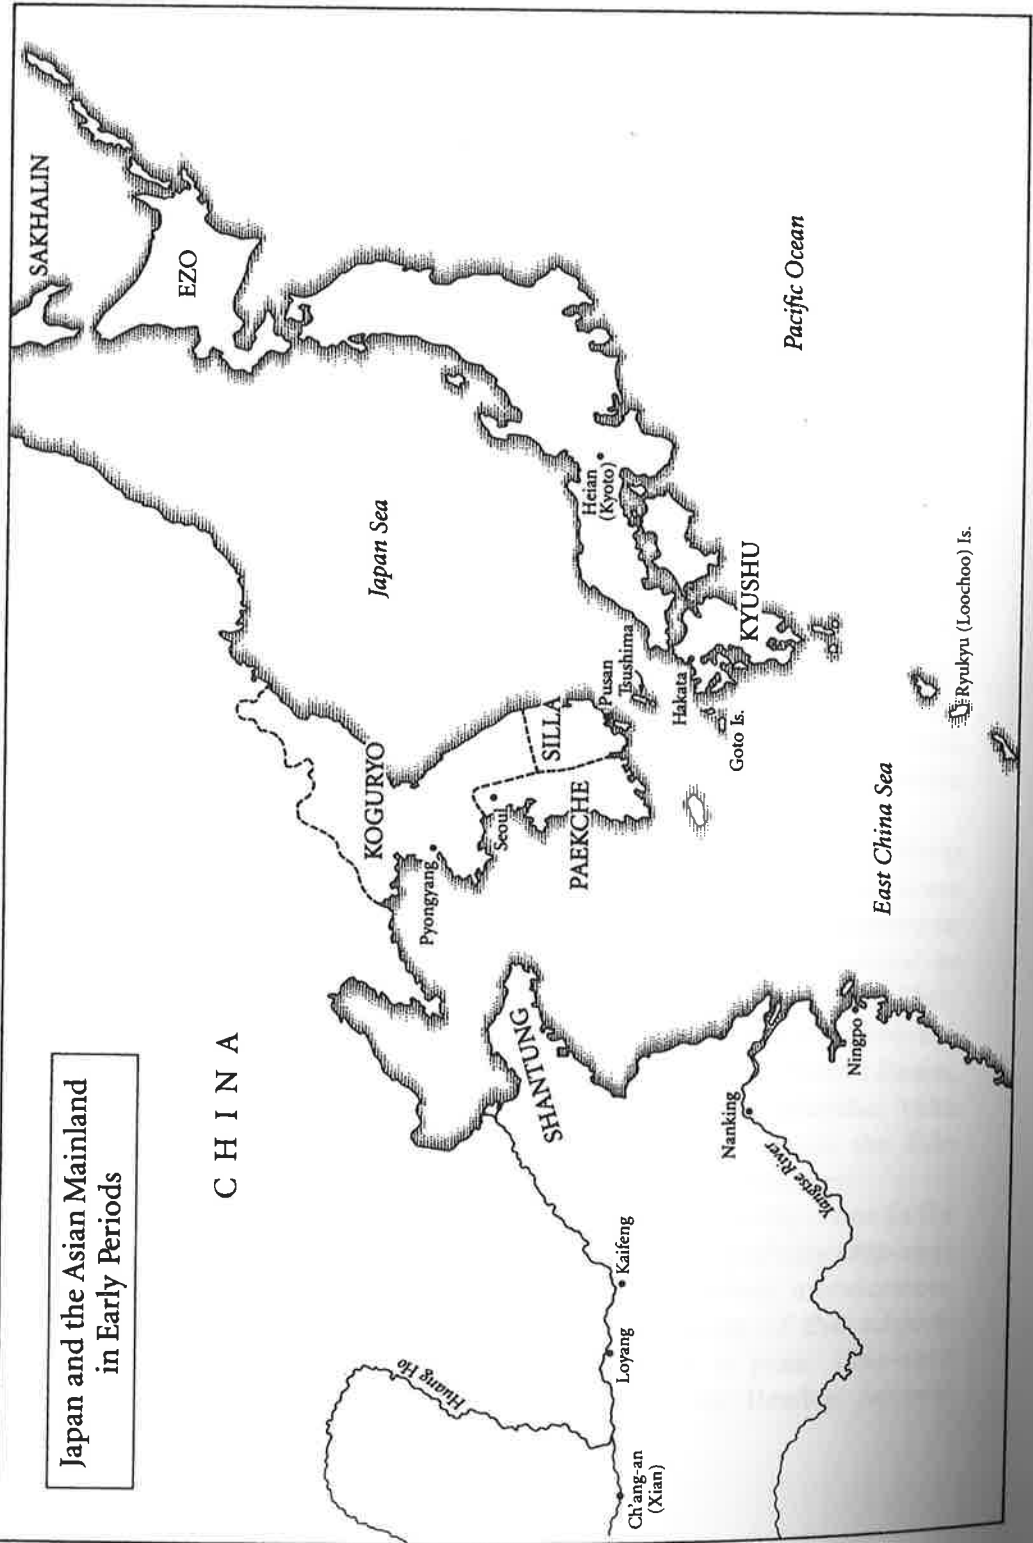 Japan and the Asian Mainland
in Early Periods
CHINA
SAKHALIN
EZO
Japan Sea
KOGURYO
Pyongyang
Seoul
SILLA
PAEKCHE
Pusan
Tsushima
Heian
(Kyoto)
Hakata
KYUSHU
Goto Is.
Pacific Ocean
East China Sea
Ryukyu (Loochoo) Is.
SHANTUNG
Huang Ho
Kaifeng
Loyang
Ch'ang-an
(Xian)
Nanking
Yangtse River
Ningpo